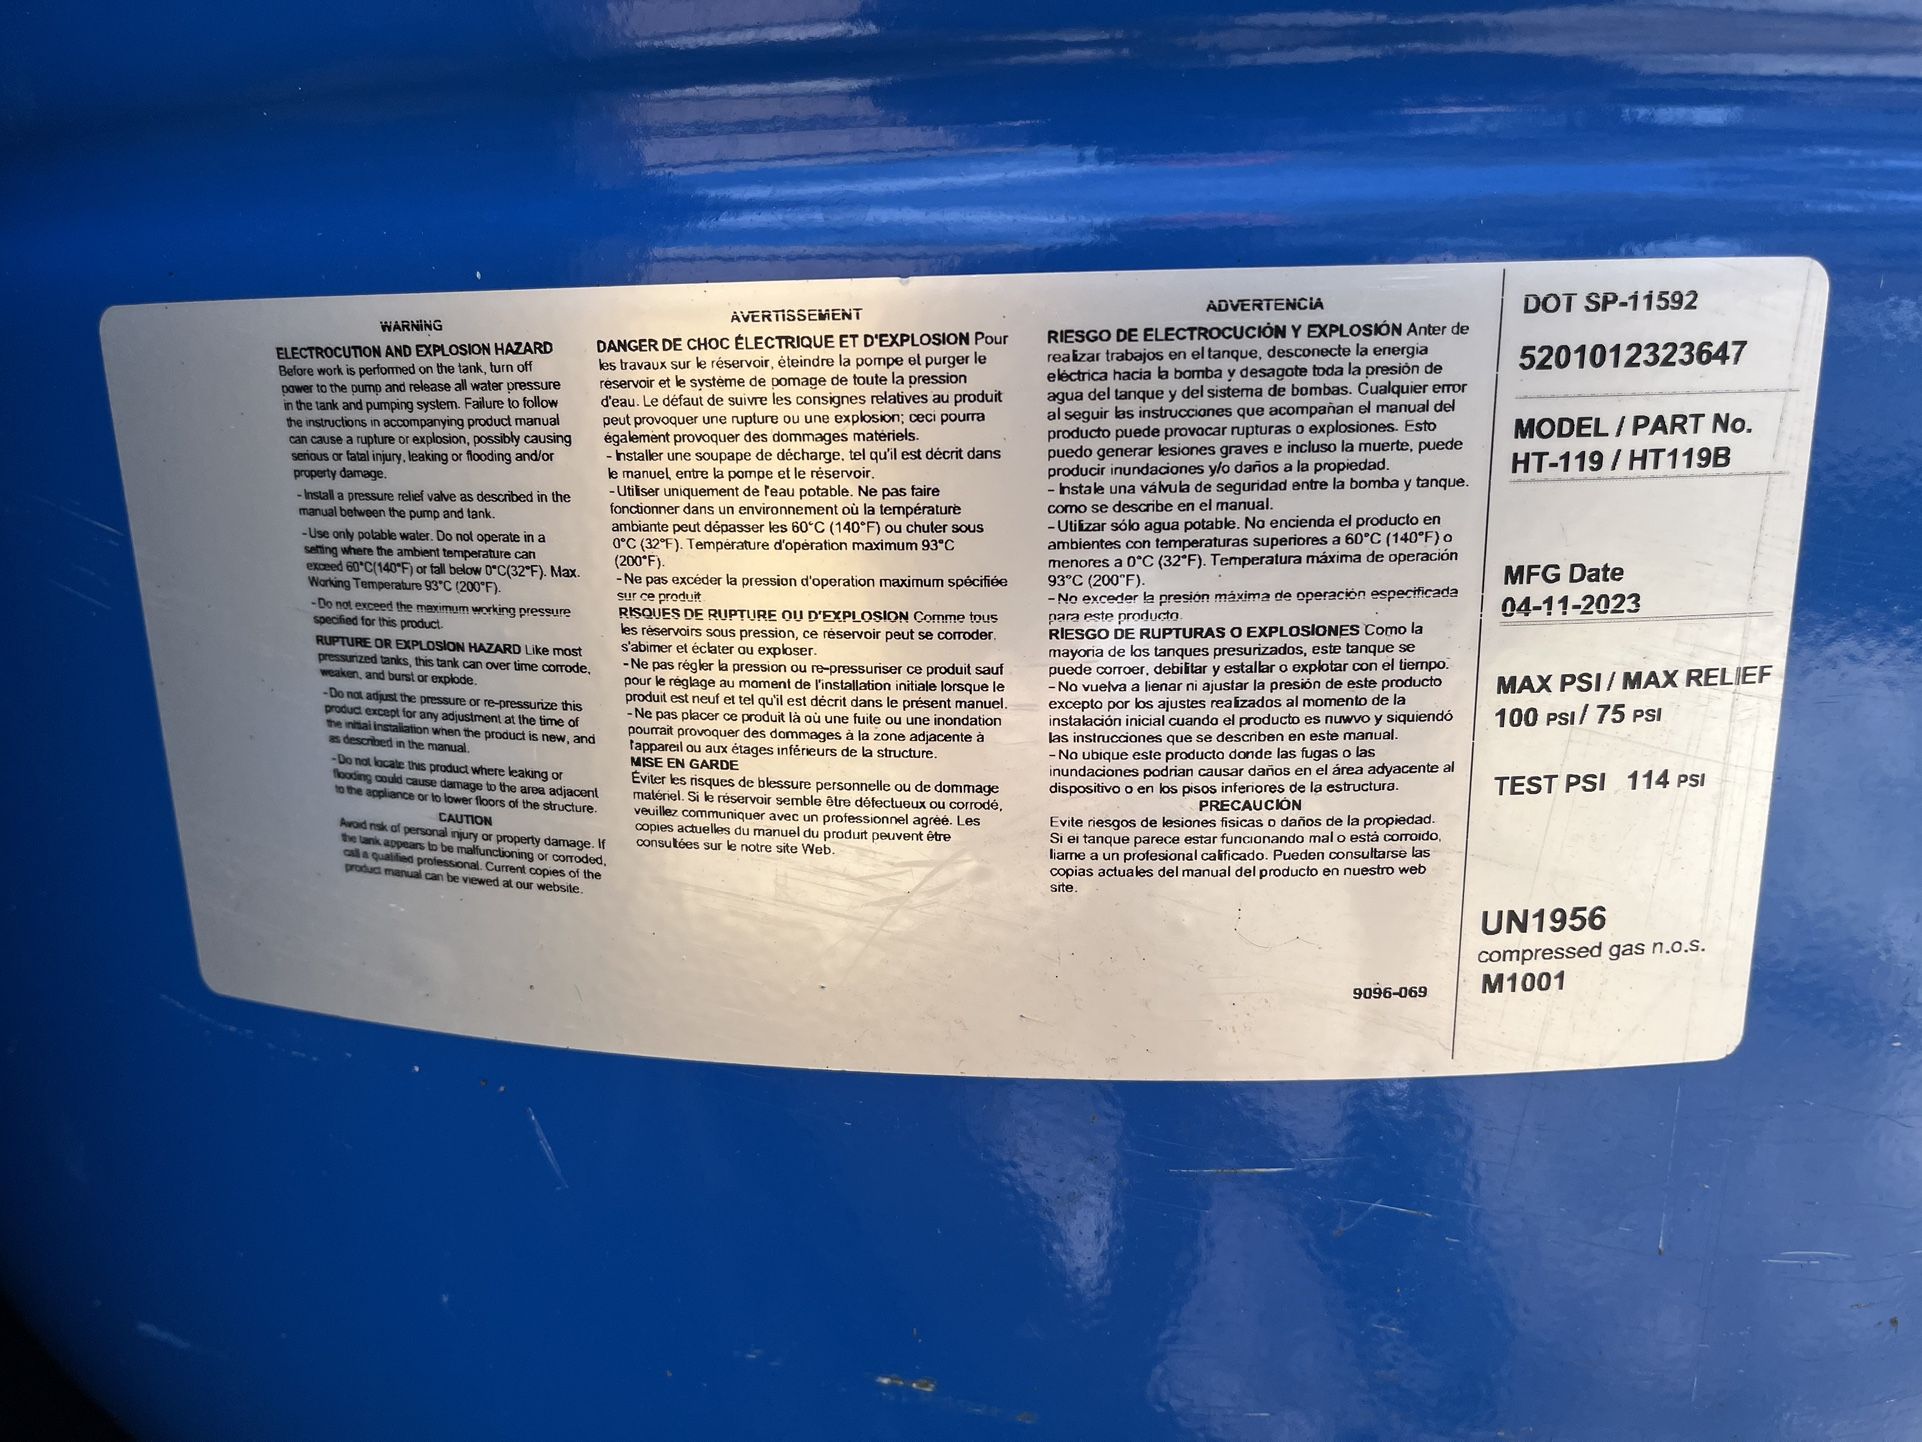 WARNING
ELECTROCUTION AND EXPLOSION HAZARD
Before work is performed on the tank, turn off
power to the pump and release all water pressure
in the tank and pumping system. Failure to follow
the instructions in accompanying product manual
can cause a rupture or explosion, possibly causing
serious or fatal injury, leaking or flooding and/or
property damage.
- Install a pressure relief valve as described in the
manual between the pump and tank.
- Use only potable water. Do not operate in a
setting where the ambient temperature can
exceed 60°C(140°F) or fall below 0°C(32°F). Max.
Working Temperature 93°C (200°F).
- Do not exceed the maximum working pressure
specified for this product.
RUPTURE OR EXPLOSION HAZARD Like most
pressurized tanks, this tank can over time corrode,
weaken, and burst or explode.
- Do not adjust the pressure or re-pressurize this
product except for any adjustment at the time of
the initial installation when the product is new, and
as described in the manual.
- Do not locate this product where leaking or
flooding could cause damage to the area adjacent
to the appliance or to lower floors of the structure.
CAUTION
Avoid risk of personal injury or property damage. If
the tank appears to be malfunctioning or corroded,
call a qualified professional. Current copies of the
product manual can be viewed at our website.
AVERTISSEMENT
DANGER DE CHOC ÉLECTRIQUE ET D'EXPLOSION Pour
les travaux sur le réservoir, éteindre la pompe et purger le
réservoir et le système de pomage de toute la pression
d'eau. Le défaut de suivre les consignes relatives au produit
peut provoquer une rupture ou une explosion; ceci pourra
également provoquer des dommages matériels.
- Installer une soupape de décharge, tel qu'il est décrit dans
le manuel, entre la pompe et le réservoir.
- Utiliser uniquement de l'eau potable. Ne pas faire
fonctionner dans un environnement où la température
ambiante peut dépasser les 60°C (140°F) ou chuter sous
0°C (32°F). Température d'opération maximum 93°C
(200°F).
- Ne pas excéder la pression d'operation maximum spécifiée
sur ce produit
RISQUES DE RUPTURE OU D'EXPLOSION Comme tous
les réservoirs sous pression, ce réservoir peut se corroder,
s'abimer et éclater ou exploser.
- Ne pas régler la pression ou re-pressuriser ce produit sauf
pour le réglage au moment de l'installation initiale lorsque le
produit est neuf et tel qu'il est décrit dans le présent manuel.
- Ne pas placer ce produit là où une fuite ou une inondation
pourrait provoquer des dommages à la zone adjacente à
l'appareil ou aux étages inférieurs de la structure.
MISE EN GARDE
Éviter les risques de blessure personnelle ou de dommage
matériel. Si le réservoir semble être défectueux ou corrodé,
veuillez communiquer avec un professionnel agréé. Les
copies actuelles du manuel du produit peuvent être
consultées sur le notre site Web.
ADVERTENCIA
RIESGO DE ELECTROCUCIÓN Y EXPLOSIÓN Anter de
realizar trabajos en el tanque, desconecte la energia
eléctrica hacia la bomba y desagote toda la presión de
agua del tanque y del sistema de bombas. Cualquier error
al seguir las instrucciones que acompañan el manual del
producto puede provocar rupturas o explosiones. Esto
puedo generar lesiones graves e incluso la muerte, puede
producir inundaciones y/o daños a la propiedad.
- Instale una válvula de seguridad entre la bomba y tanque.
como se describe en el manual.
- Utilizar sólo agua potable. No encienda el producto en
ambientes con temperaturas superiores a 60°C (140°F) o
menores a 0°C (32°F). Temperatura máxima de operación
93°C (200°F).
- No exceder la presión máxima de operación especificada
para este producto.
RIESGO DE RUPTURAS O EXPLOSIONES Como la
mayoria de los tanques presurizados, este tanque se
puede corroer, debilitar y estallar o explotar con el tiempo.
- No vuelva a lienar ni ajustar la presión de este producto
excepto por los ajustes realizados al momento de la
instalación inicial cuando el producto es nuwvo y siquiendó
las instrucciones que se describen en este manual.
- No ubique este producto donde las fugas o las
inundaciones podrian causar daños en el área adyacente al
dispositivo o en los pisos inferiores de la estructura.
PRECAUCIÓN
Evite riesgos de lesiones fisicas o daños de la propiedad.
Si ei tanque parece estar funcionando mal o está corroido,
liame a un profesional calificado. Pueden consultarse las
copias actuales del manual del producto en nuestro web
site.
9096-069
DOT SP-11592
5201012323647
MODEL / PART No.
HT-119 / HT119B
MFG Date
04-11-2023
MAX PSI / MAX RELIEF
100 PSI / 75 PSI
TEST PSI 114 PSI
UN1956
compressed gas n.o.s.
M1001